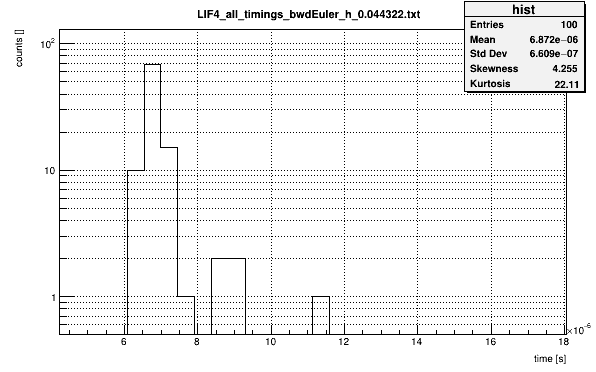 LIF4_all_timings_bwdEuler_h_0.044322.txt
hist
Entries 100
Mean 6.872e−06
Std Dev 6.609e−07
Skewness 4.255
Kurtosis 22.11
counts []
10²
10
1
6 8 10 12 14 16 18
×10⁻⁶
time [s]